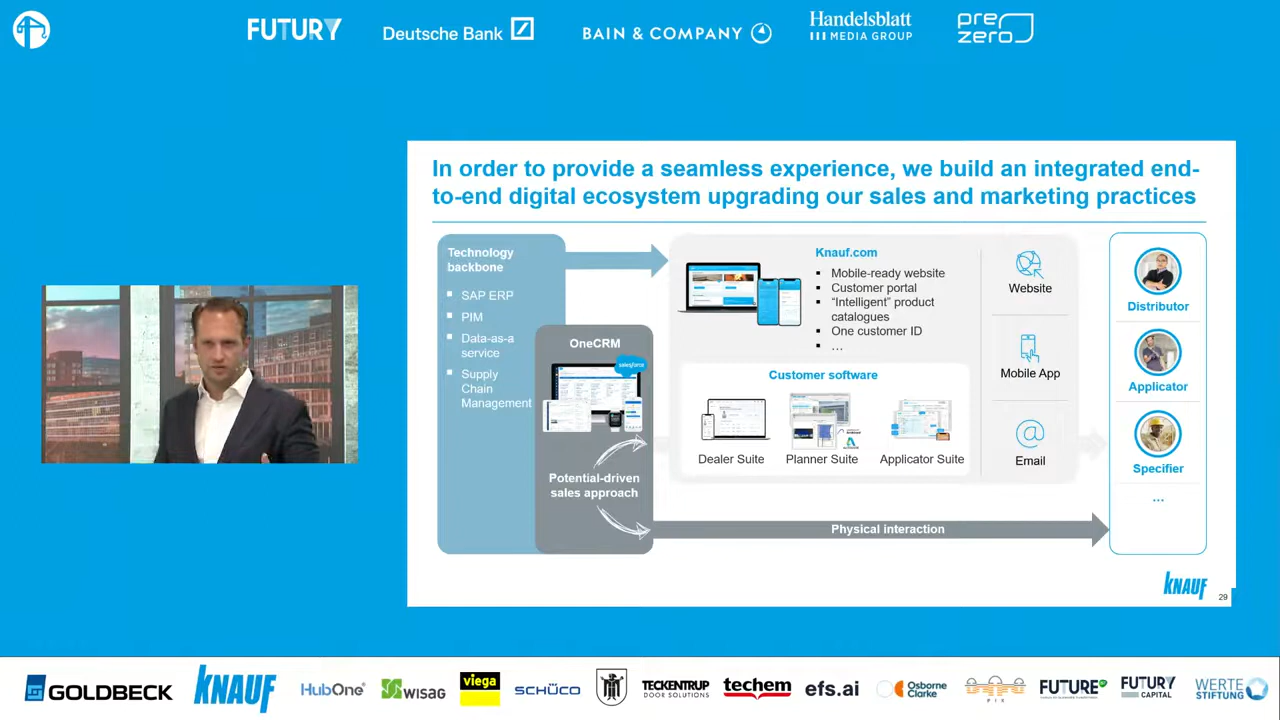 FUTURY
Deutsche Bank
BAIN & COMPANY
Handelsblatt
MEDIA GROUP
pre
zero
In order to provide a seamless experience, we build an integrated end-
to-end digital ecosystem upgrading our sales and marketing practices
Technology
backbone
SAP ERP
PIM
Data-as-a
service
Supply
Chain
Management
OneCRM
salesforce
Potential-driven
sales approach
Knauf.com
Mobile-ready website
Customer portal
“Intelligent” product
catalogues
One customer ID
…
Customer software
Dealer Suite
Planner Suite
Applicator Suite
Website
Mobile App
@
Email
Physical interaction
Distributor
Applicator
Specifier
…
KNAUF
29
GOLDBECK
KNAUF
HubOne
WISAG
viega
SCHÜCO
TECKENTRUP
DOOR SOLUTIONS
techem
efs.ai
Osborne
Clarke
PIX
FUTURE
FUTURY
CAPITAL
WERTE
STIFTUNG